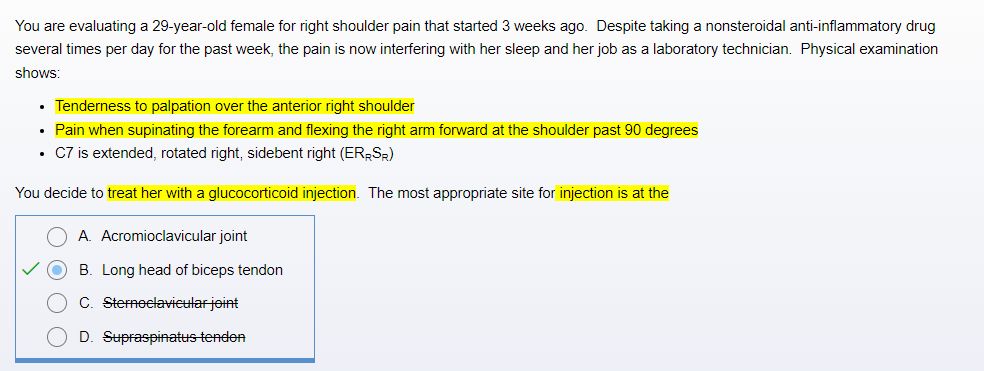 You are evaluating a 29-year-old female for right shoulder pain that started 3 weeks ago.  Despite taking a nonsteroidal anti-inflammatory drug
several times per day for the past week, the pain is now interfering with her sleep and her job as a laboratory technician.  Physical examination
shows:
• Tenderness to palpation over the anterior right shoulder
• Pain when supinating the forearm and flexing the right arm forward at the shoulder past 90 degrees
• C7 is extended, rotated right, sidebent right (ERRSR)
You decide to treat her with a glucocorticoid injection.  The most appropriate site for injection is at the
A. Acromioclavicular joint
B. Long head of biceps tendon
C. Sternoclavicular joint
D. Supraspinatus tendon